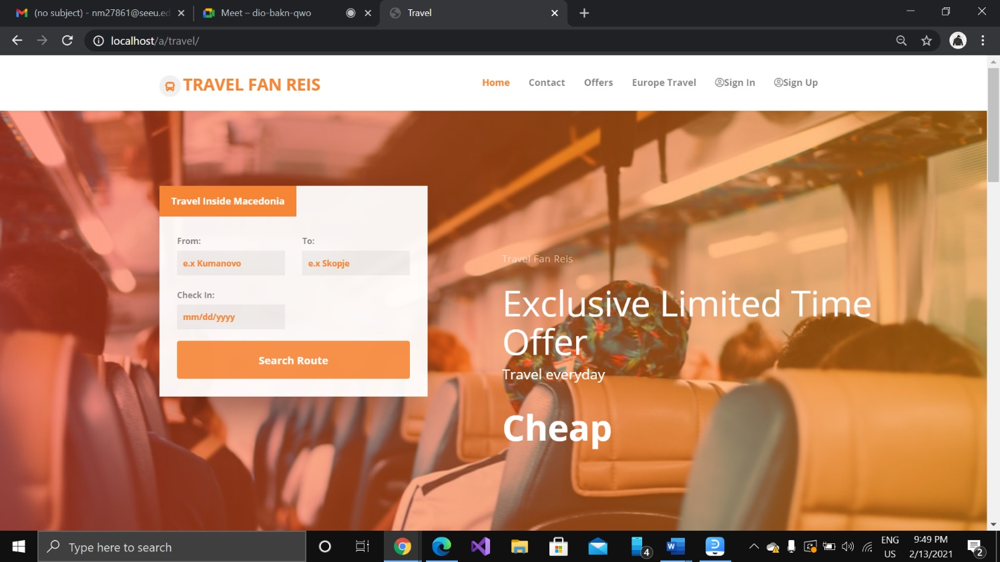 (no subject) - nm27861@seeu.ed
Meet – dio-bakn-qwo
Travel
localhost/a/travel/
TRAVEL FAN REIS
Home
Contact
Offers
Europe Travel
Sign In
Sign Up
Travel Inside Macedonia
From:
To:
e.x Kumanovo
e.x Skopje
Check In:
mm/dd/yyyy
Search Route
Travel Fan Reis
Exclusive Limited Time
Offer
Travel everyday
Cheap
Type here to search
4
ENG
US
9:49 PM
2/13/2021
2